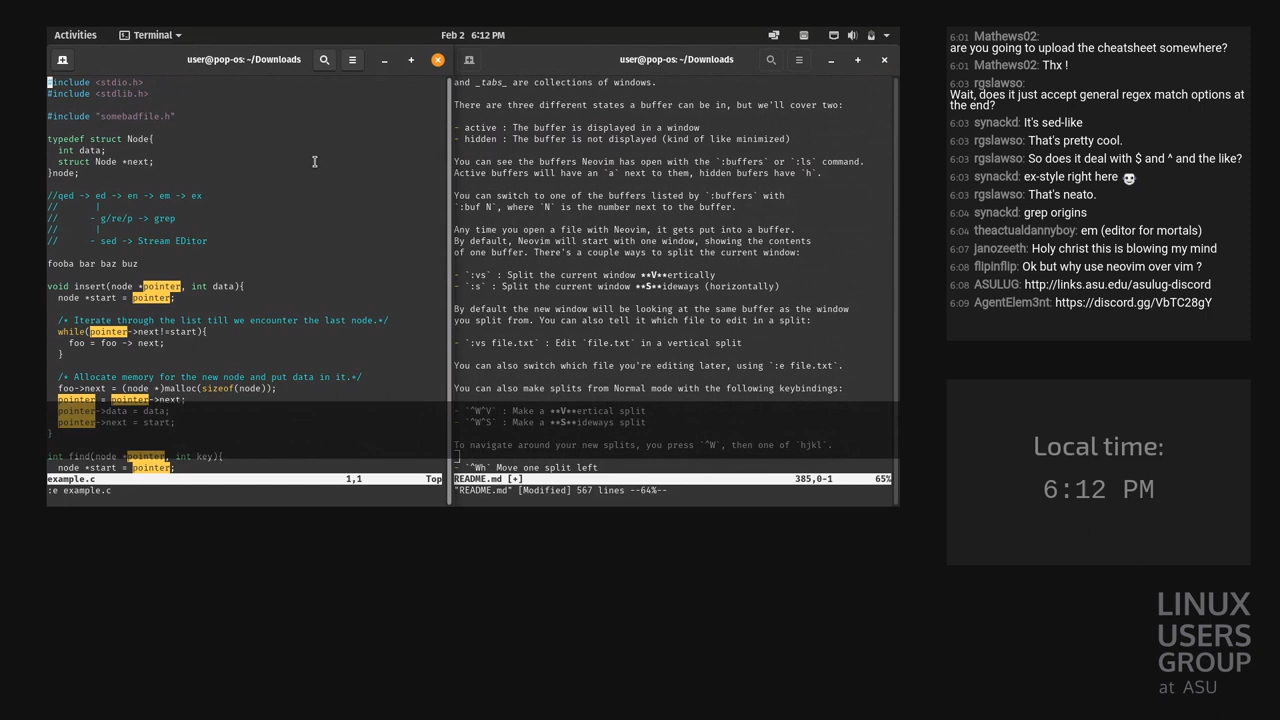 Activities
Terminal
Feb 2 6:12 PM
user@pop-os: ~/Downloads
#include <stdio.h>
#include <stdlib.h>
#include "somebadfile.h"
typedef struct Node{
int data;
struct Node *next;
}node;
//qed -> ed -> en -> em -> ex
// |
// - g/re/p -> grep
// |
// - sed -> Stream EDitor
fooba bar baz buz
void insert(node *pointer, int data){
node *start = pointer;
/* Iterate through the list till we encounter the last node.*/
while(pointer->next!=start){
foo = foo -> next;
}
/* Allocate memory for the new node and put data in it.*/
foo->next = (node *)malloc(sizeof(node));
pointer = pointer->next;
pointer->data = data;
pointer->next = start;
}
int find(node *pointer, int key){
node *start = pointer;
example.c 1,1 Top
:e example.c
user@pop-os: ~/Downloads
and _tabs_ are collections of windows.
There are three different states a buffer can be in, but we'll cover two:
- active : The buffer is displayed in a window
- hidden : The buffer is not displayed (kind of like minimized)
You can see the buffers Neovim has open with the `:buffers` or `:ls` command.
Active buffers will have an `a` next to them, hidden bufers have `h`.
You can switch to one of the buffers listed by `:buffers` with
`:buf N`, where `N` is the number next to the buffer.
Any time you open a file with Neovim, it gets put into a buffer.
By default, Neovim will start with one window, showing the contents
of one buffer. There's a couple ways to split the current window:
- `:vs` : Split the current window **V**ertically
- `:s` : Split the current window **S**ideways (horizontally)
By default the new window will be looking at the same buffer as the window
you split from. You can also tell it which file to edit in a split:
- `:vs file.txt` : Edit `file.txt` in a vertical split
You can also switch which file you're editing later, using `:e file.txt`.
You can also make splits from Normal mode with the following keybindings:
- `^W^V` : Make a **V**ertical split
- `^W^S` : Make a **S**ideways split
To navigate around your new splits, you press `^W`, then one of `hjkl`.
- `^Wh` Move one split left
README.md [+] 385,0-1 65%
"README.md" [Modified] 567 lines --64%--
6:01 Mathews02:
are you going to upload the cheatsheet somewhere?
6:01 Mathews02: Thx !
6:03 rgslawso:
Wait, does it just accept general regex match options at
the end?
6:03 synackd: It's sed-like
6:03 rgslawso: That's pretty cool.
6:03 rgslawso: So does it deal with $ and ^ and the like?
6:03 synackd: ex-style right here
6:03 rgslawso: That's neato.
6:04 synackd: grep origins
6:04 theactualdannyboy: em (editor for mortals)
6:07 janozeeth: Holy christ this is blowing my mind
6:08 flipinflip: Ok but why use neovim over vim ?
6:08 ASULUG: http://links.asu.edu/asulug-discord
6:09 AgentElem3nt: https://discord.gg/VbTC28gY
Local time:
6:12 PM
LINUX
USERS
GROUP
at ASU